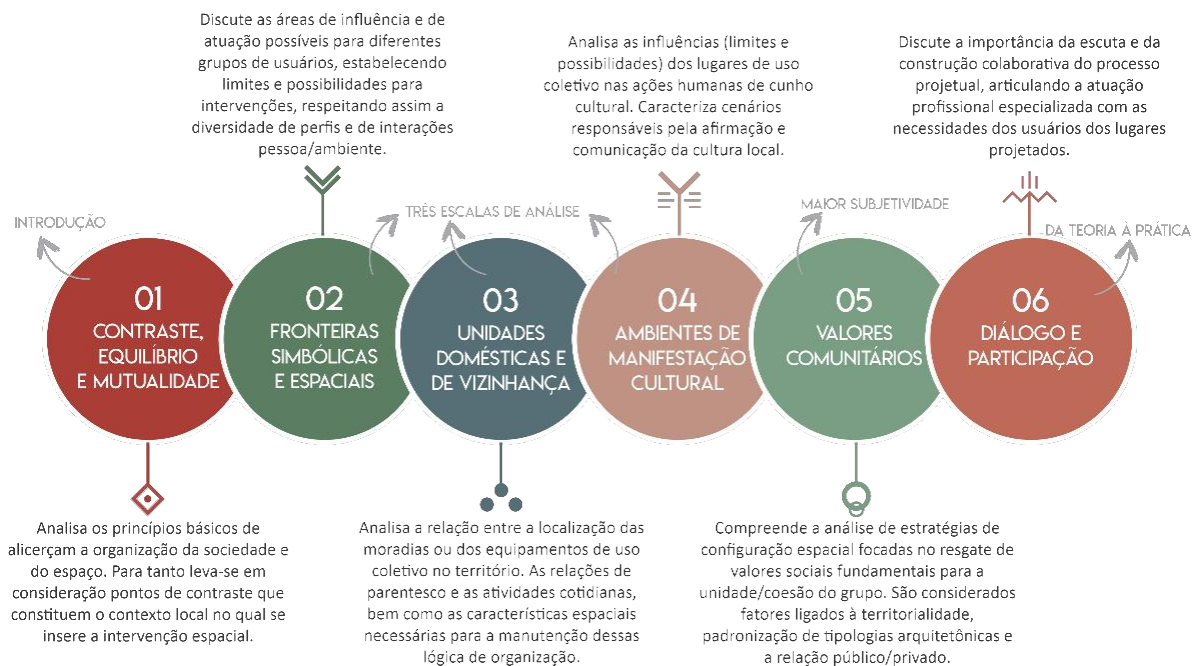 Discute as áreas de influência e de
atuação possíveis para diferentes
grupos de usuários, estabelecendo
limites e possibilidades para
intervenções, respeitando assim a
diversidade de perfis e de interações
pessoa/ambiente.
Analisa as influências (limites e
possibilidades) dos lugares de uso
coletivo nas ações humanas de cunho
cultural. Caracteriza cenários
responsáveis pela afirmação e
comunicação da cultura local.
Discute a importância da escuta e da
construção colaborativa do processo
projetual, articulando a atuação
profissional especializada com as
necessidades dos usuários dos lugares
projetados.
INTRODUÇÃO
TRÊS ESCALAS DE ANÁLISE
MAIOR SUBJETIVIDADE
DA TEORIA À PRÁTICA
01
CONTRASTE,
EQUILÍBRIO
E MUTUALIDADE
02
FRONTEIRAS
SIMBÓLICAS
E ESPACIAIS
03
UNIDADES
DOMÉSTICAS E
DE VIZINHANÇA
04
AMBIENTES DE
MANIFESTAÇÃO
CULTURAL
05
VALORES
COMUNITÁRIOS
06
DIÁLOGO E
PARTICIPAÇÃO
Analisa os princípios básicos de
alicerçam a organização da sociedade e
do espaço. Para tanto leva-se em
consideração pontos de contraste que
constituem o contexto local no qual se
insere a intervenção espacial.
Analisa a relação entre a localização das
moradias ou dos equipamentos de uso
coletivo no território. As relações de
parentesco e as atividades cotidianas,
bem como as características espaciais
necessárias para a manutenção dessas
lógica de organização.
Compreende a análise de estratégias de
configuração espacial focadas no resgate de
valores sociais fundamentais para a
unidade/coesão do grupo. São considerados
fatores ligados à territorialidade,
padronização de tipologias arquitetônicas e
a relação público/privado.